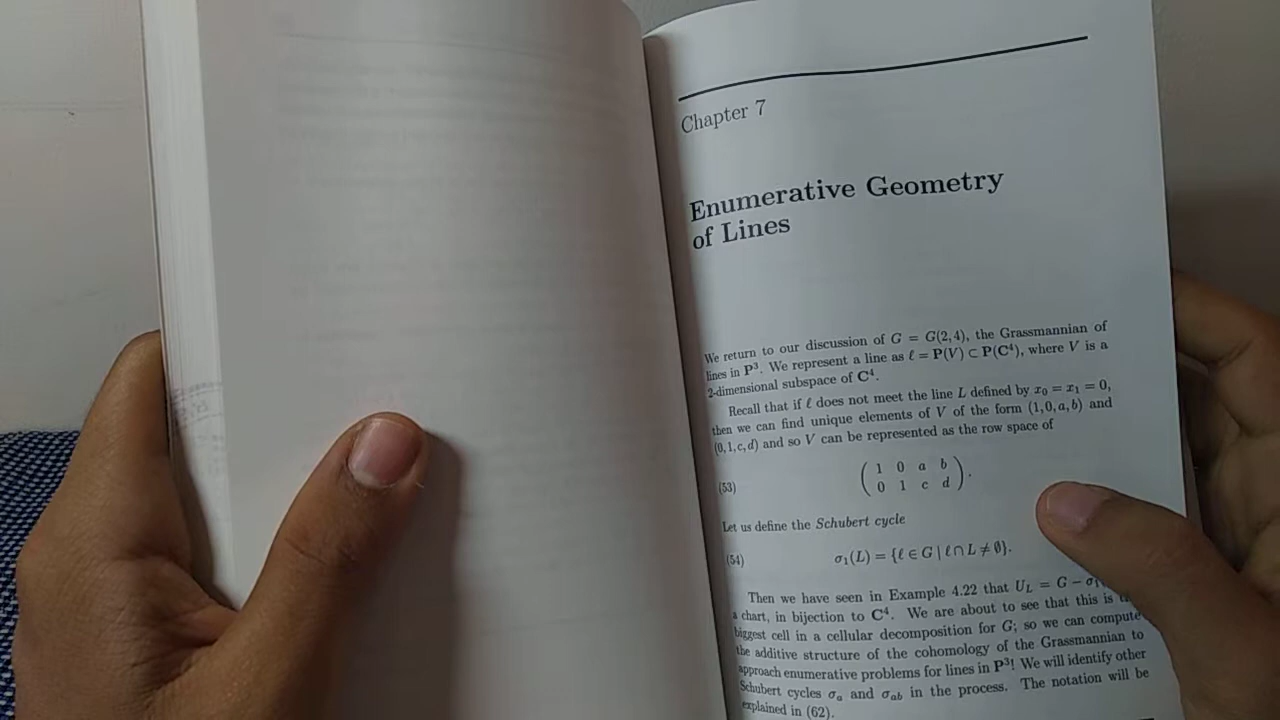 Chapter 7
Enumerative Geometry
of Lines
We return to our discussion of G = G(2,4), the Grassmannian of
lines in P³. We represent a line as ℓ = P(V) ⊂ P(C⁴), where V is a
2-dimensional subspace of C⁴.
Recall that if ℓ does not meet the line L defined by x₀ = x₁ = 0,
then we can find unique elements of V of the form (1,0,a,b) and
(0,1,c,d) and so V can be represented as the row space of
(53) ( 1 0 a b
0 1 c d ).
Let us define the Schubert cycle
(54) σ₁(L) = {ℓ ∈ G | ℓ ∩ L ≠ ∅}.
Then we have seen in Example 4.22 that U_L = G − σ₁
a chart, in bijection to C⁴. We are about to see that this is
biggest cell in a cellular decomposition for G; so we can compute
the additive structure of the cohomology of the Grassmannian to
approach enumerative problems for lines in P³! We will identify other
Schubert cycles σₐ and σ_ab in the process. The notation will be
explained in (62).